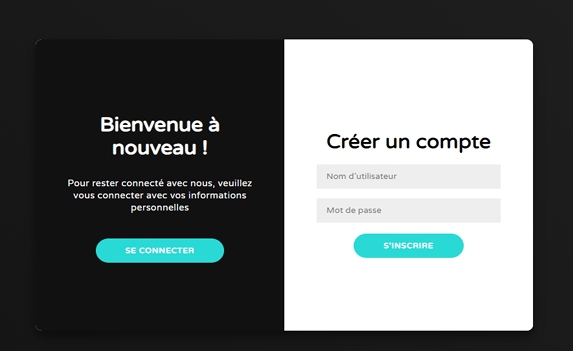 Bienvenue à
nouveau !
Pour rester connecté avec nous, veuillez
vous connecter avec vos informations
personnelles
SE CONNECTER
Créer un compte
Nom d'utilisateur
Mot de passe
S'INSCRIRE